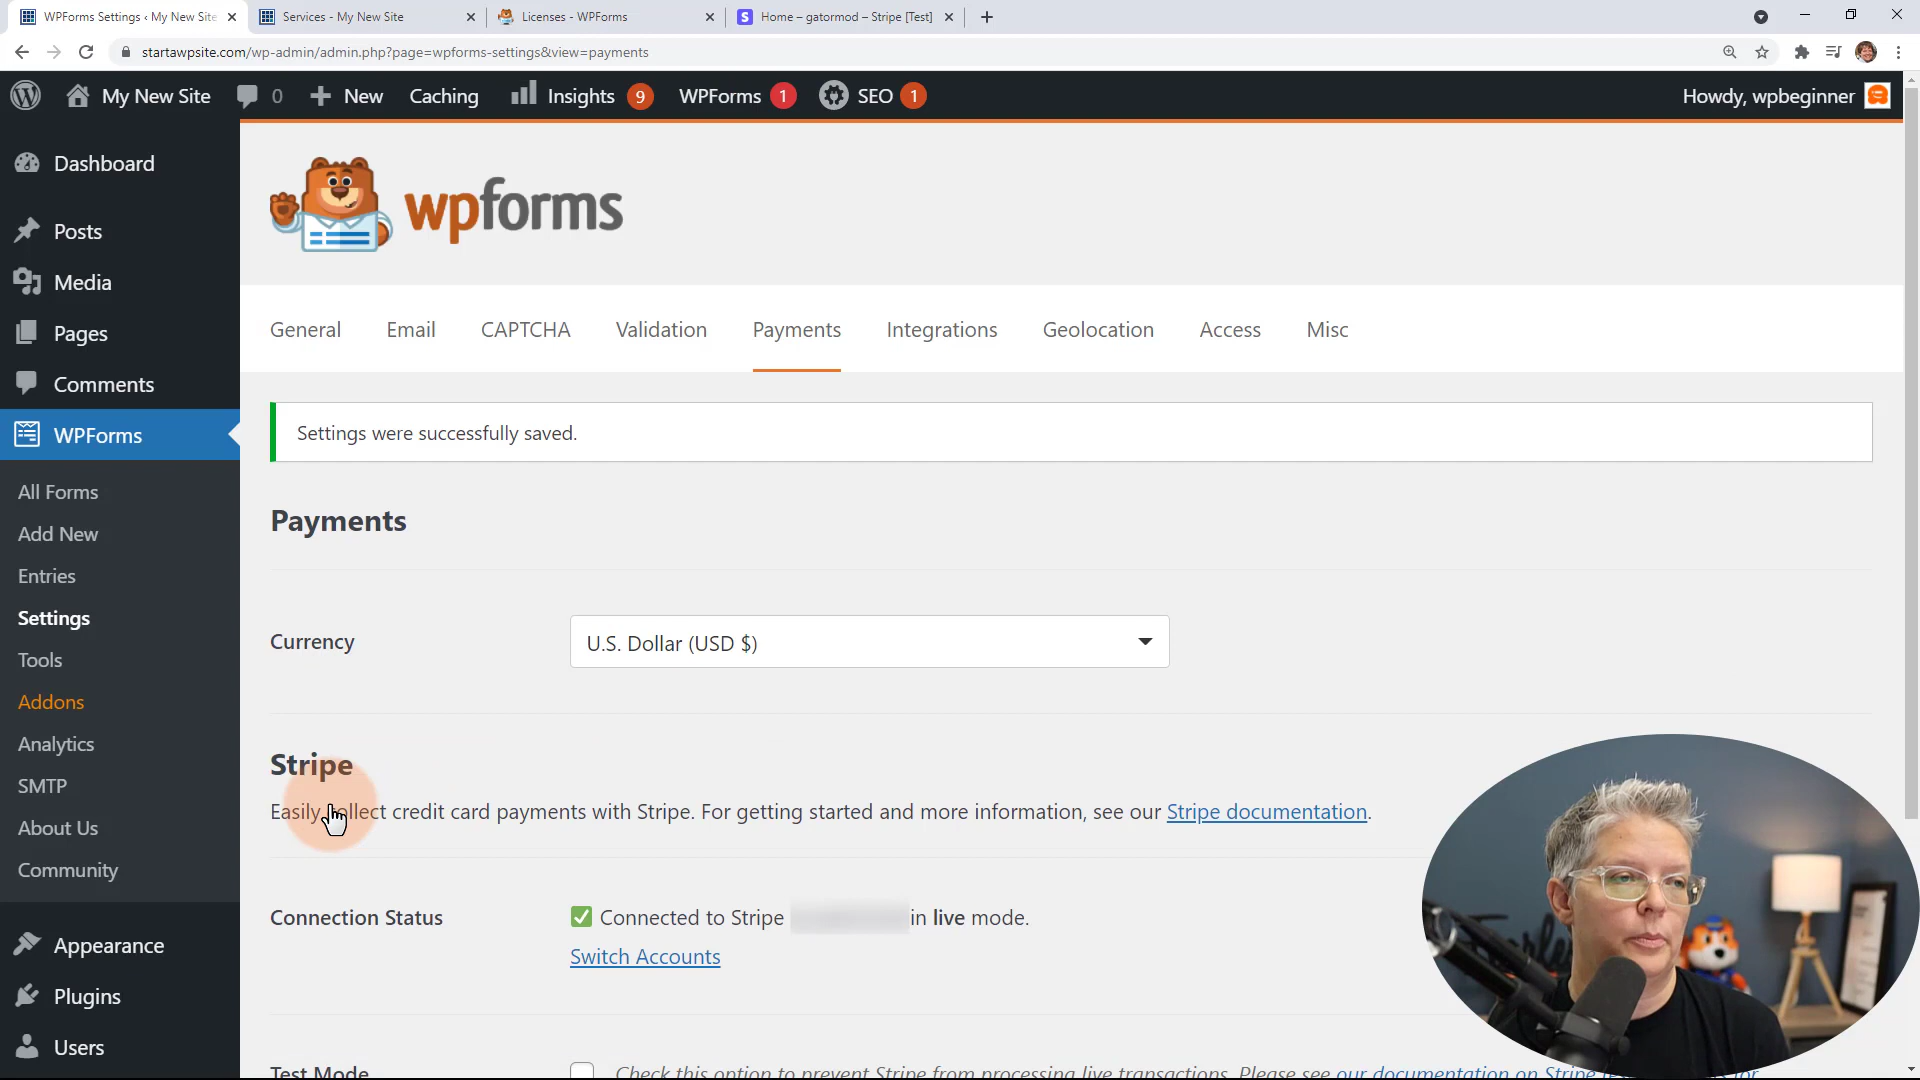 WPForms Settings ‹ My New Site
Services - My New Site
Licenses - WPForms
Home – gatormod – Stripe [Test]
startawpsite.com/wp-admin/admin.php?page=wpforms-settings&view=payments
My New Site
0
New
Caching
Insights 9
WPForms 1
SEO 1
Howdy, wpbeginner
Dashboard
Posts
Media
Pages
Comments
WPForms
All Forms
Add New
Entries
Settings
Tools
Addons
Analytics
SMTP
About Us
Community
Appearance
Plugins
Users
wpforms
General Email CAPTCHA Validation Payments Integrations Geolocation Access Misc
Settings were successfully saved.
Payments
Currency
U.S. Dollar (USD $)
Stripe
Easily collect credit card payments with Stripe. For getting started and more information, see our Stripe documentation.
Connection Status
Connected to Stripe in live mode.
Switch Accounts
Test Mode
Check this option to prevent Stripe from processing live transactions. Please see our documentation on Stripe